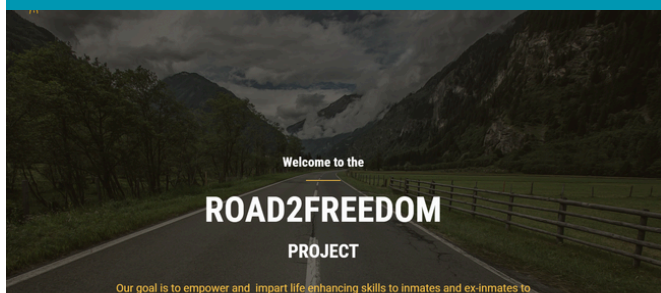 Welcome to the
ROAD2FREEDOM
PROJECT
Our goal is to empower and impart life enhancing skills to inmates and ex-inmates to